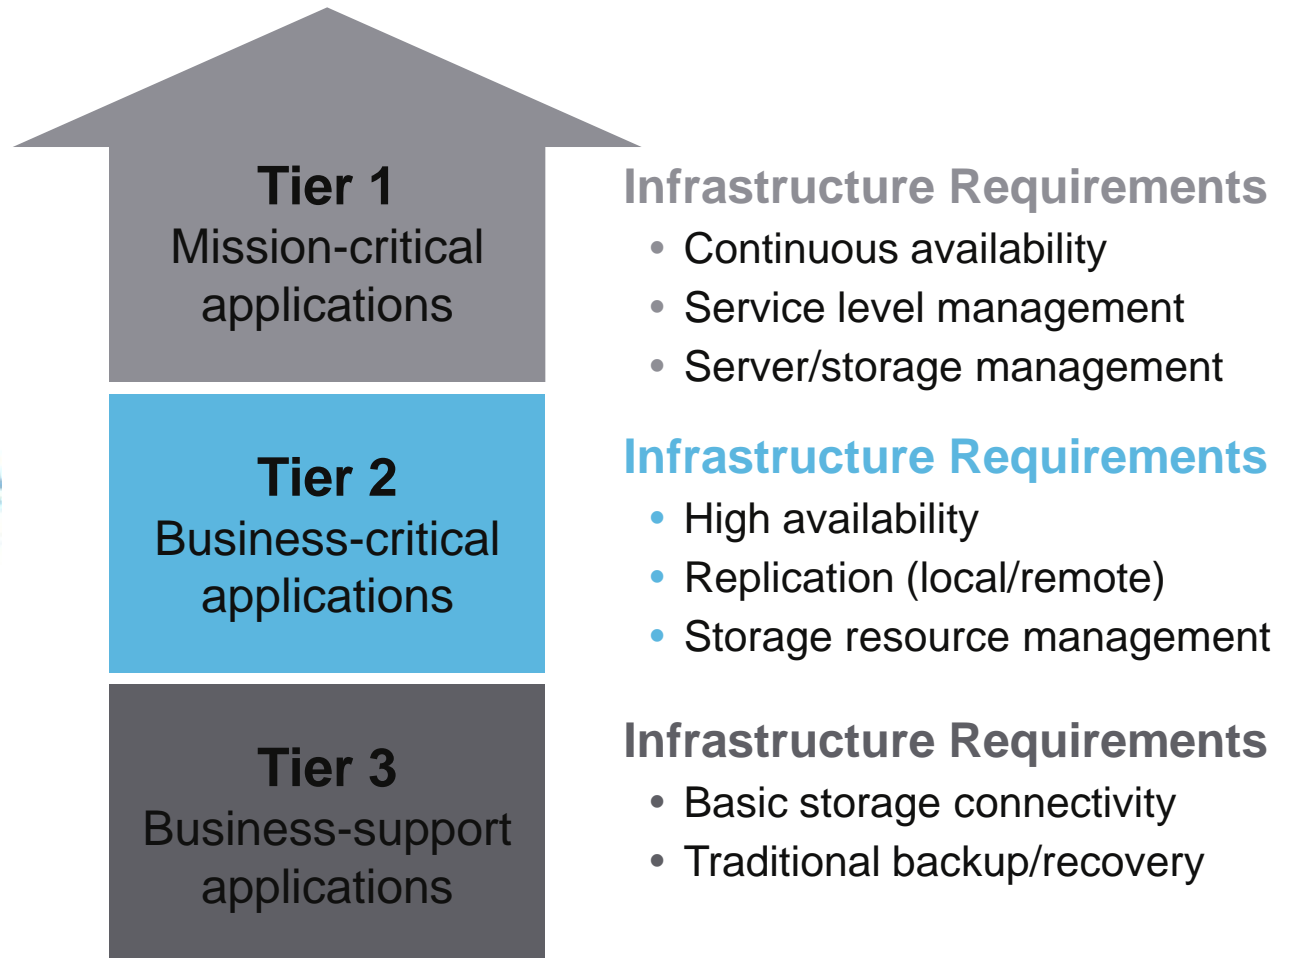 Tier 1
Mission-critical
applications
Infrastructure Requirements
• Continuous availability
• Service level management
• Server/storage management
Tier 2
Business-critical
applications
Infrastructure Requirements
• High availability
• Replication (local/remote)
• Storage resource management
Tier 3
Business-support
applications
Infrastructure Requirements
• Basic storage connectivity
• Traditional backup/recovery